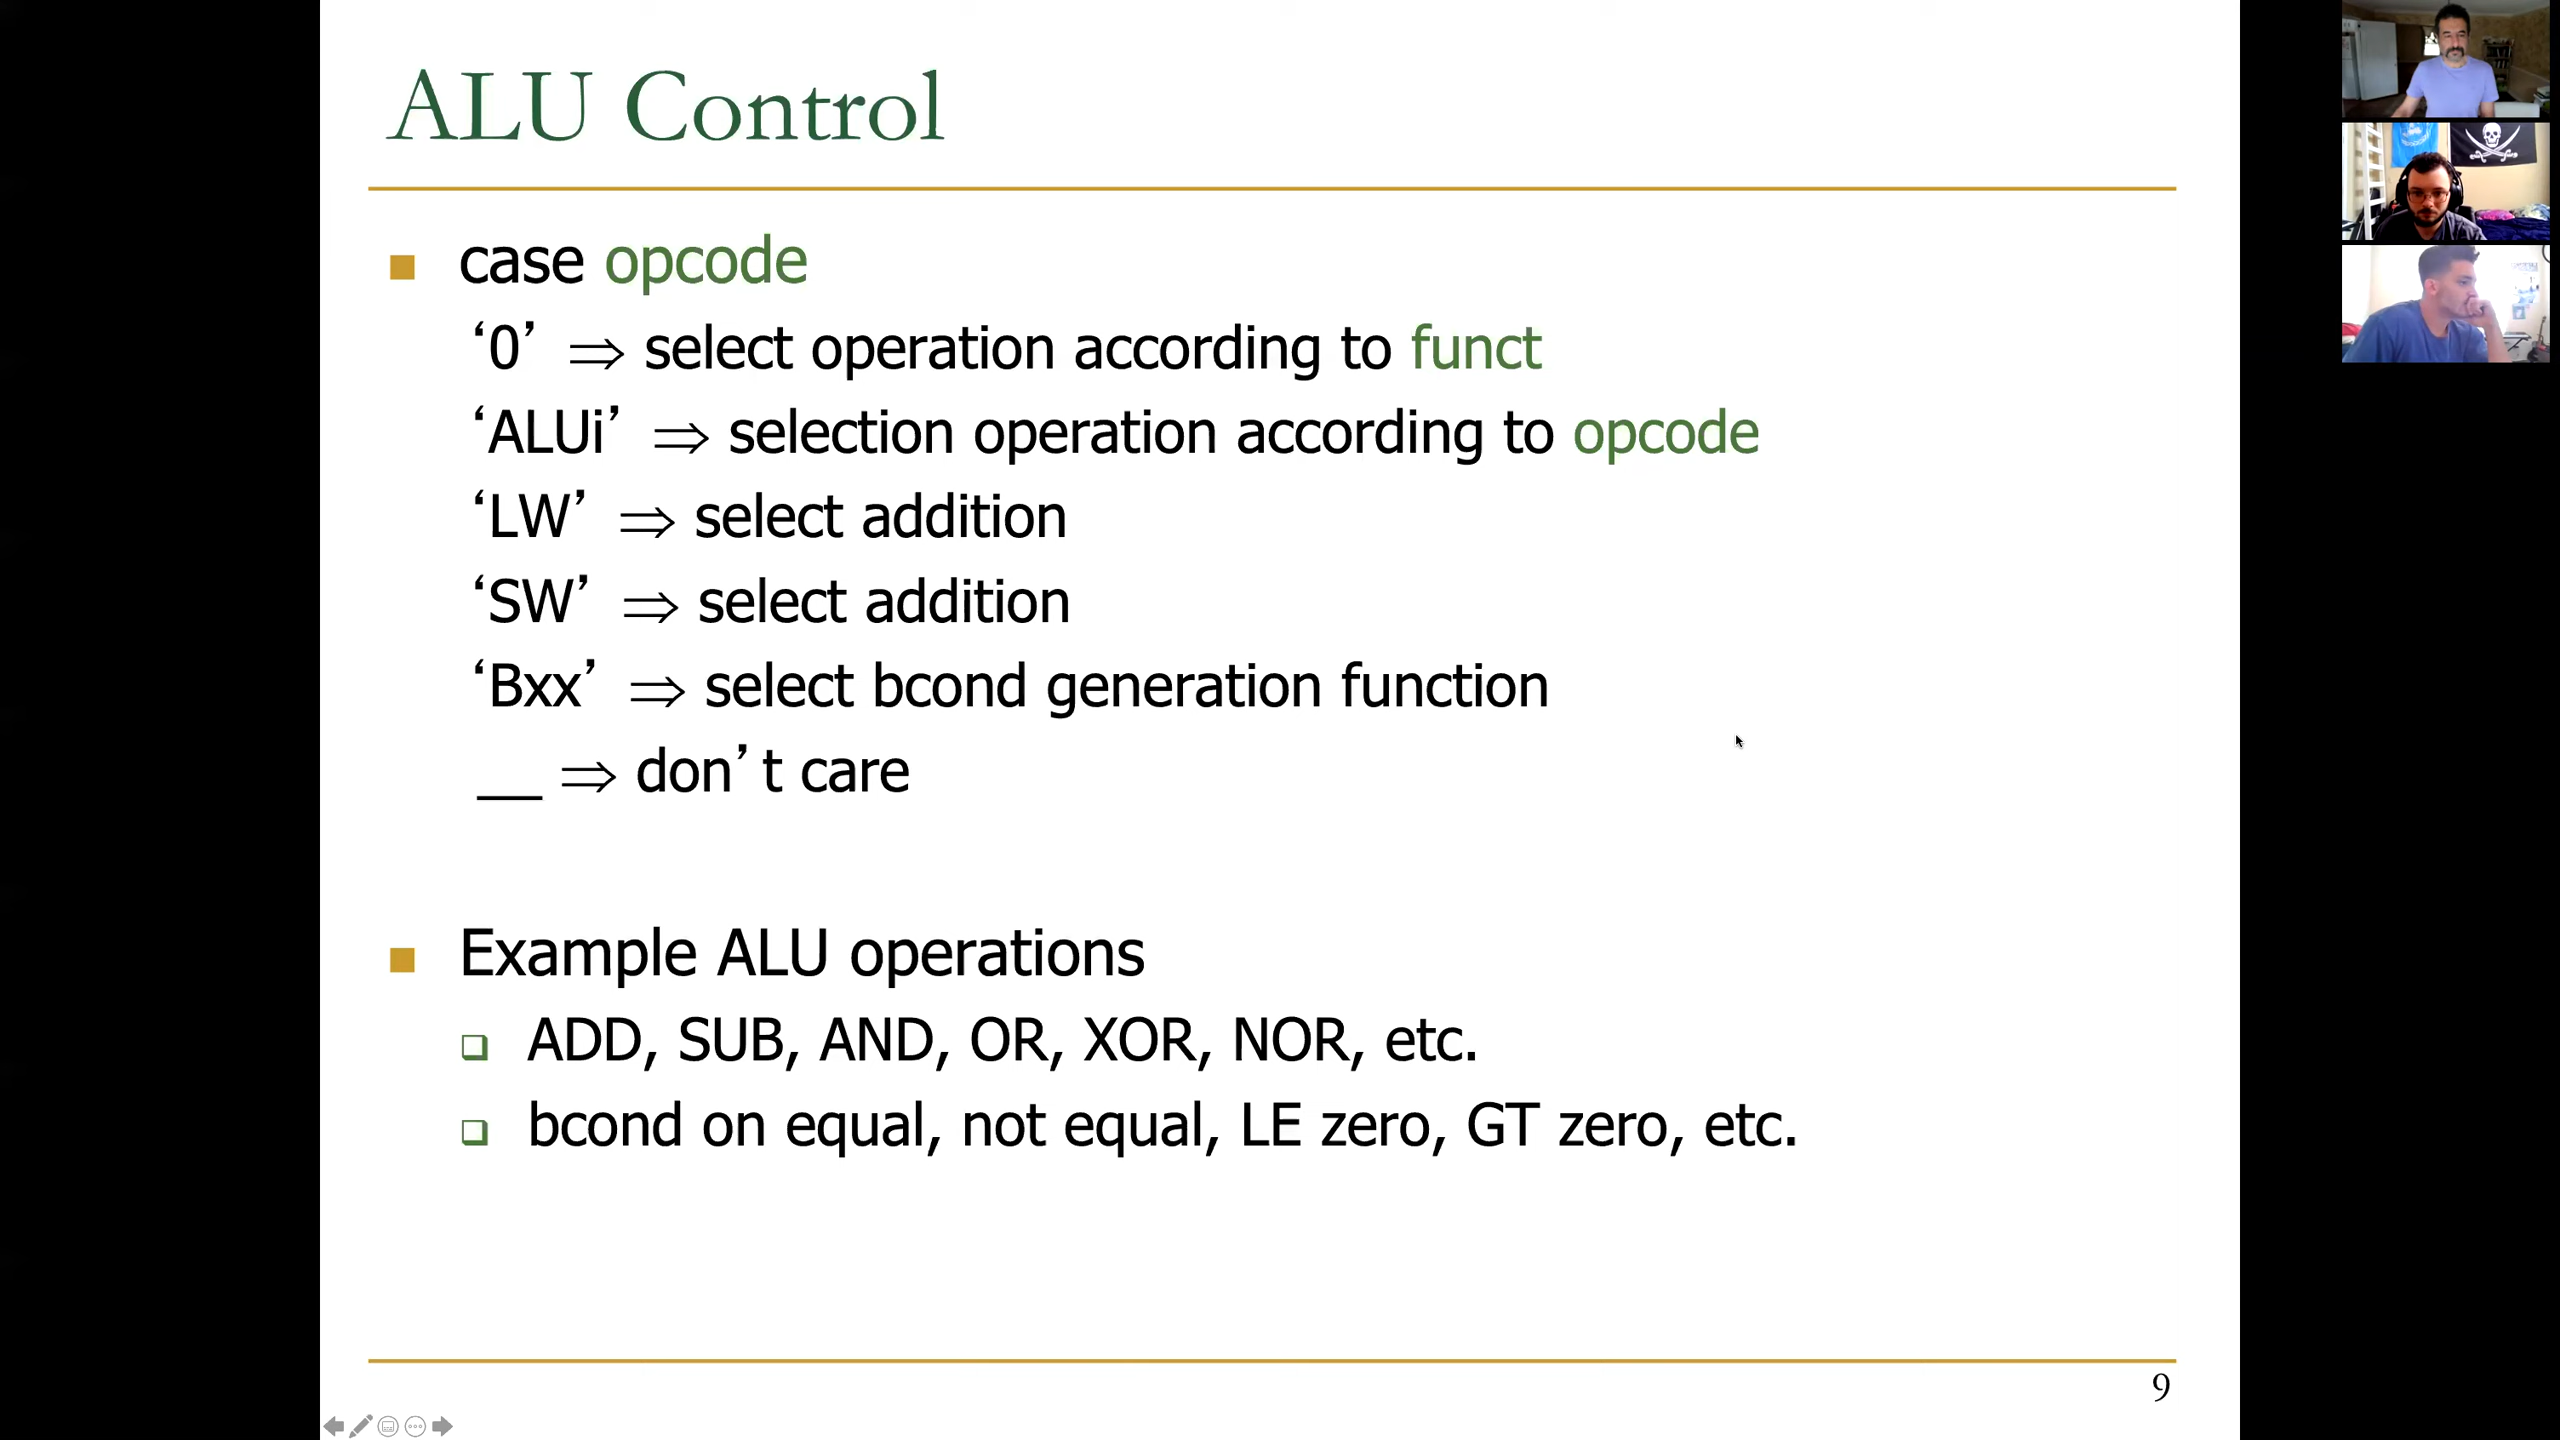 ALU Control
case opcode
‘0’ ⇒ select operation according to funct
‘ALUi’ ⇒ selection operation according to opcode
‘LW’ ⇒ select addition
‘SW’ ⇒ select addition
‘Bxx’ ⇒ select bcond generation function
__ ⇒ don’t care
Example ALU operations
ADD, SUB, AND, OR, XOR, NOR, etc.
bcond on equal, not equal, LE zero, GT zero, etc.
9